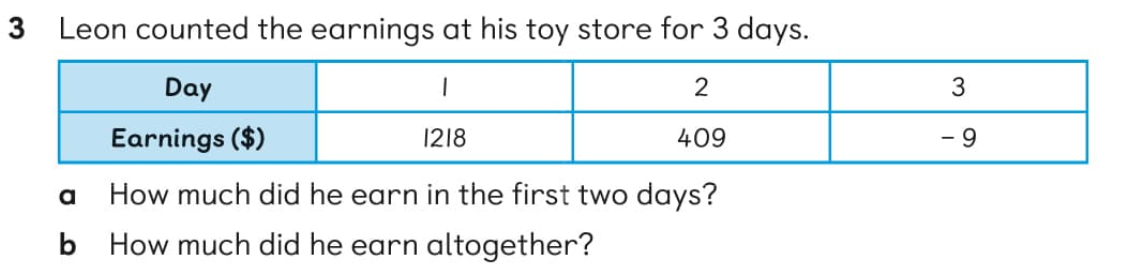 3 Leon counted the earnings at his toy store for 3 days.
Day 1 2 3
Earnings ($) 1218 409 – 9
a How much did he earn in the first two days?
b How much did he earn altogether?